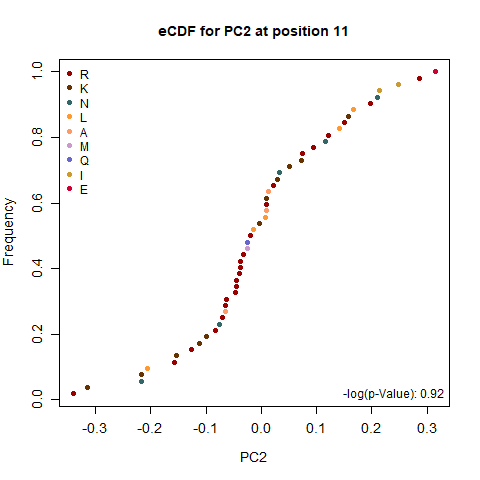 eCDF for PC2 at position 11
Frequency
1.0
0.8
0.6
0.4
0.2
0.0
R
K
N
L
A
M
Q
I
E
-log(p-Value): 0.92
-0.3 -0.2 -0.1 0.0 0.1 0.2 0.3
PC2